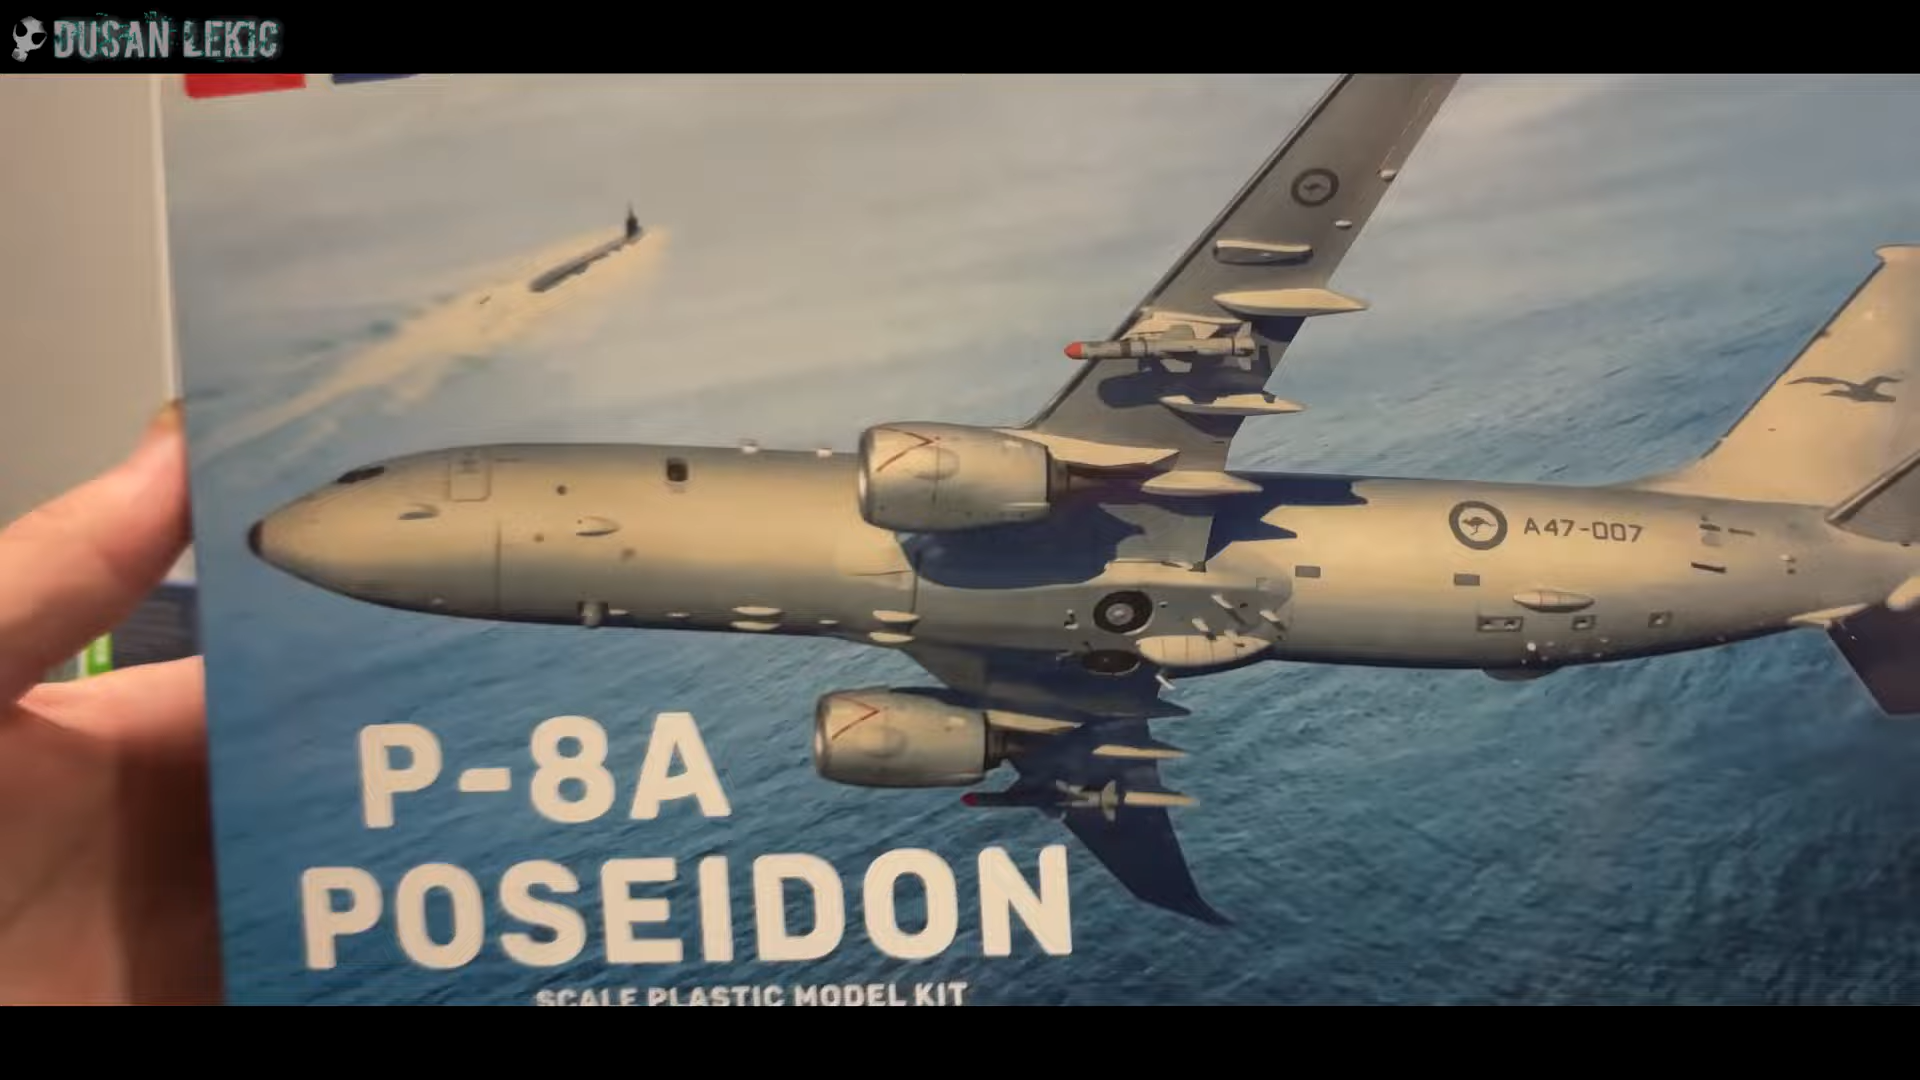 DUSAN LEKIC
A47-007
P-8A
POSEIDON
SCALE PLASTIC MODEL KIT